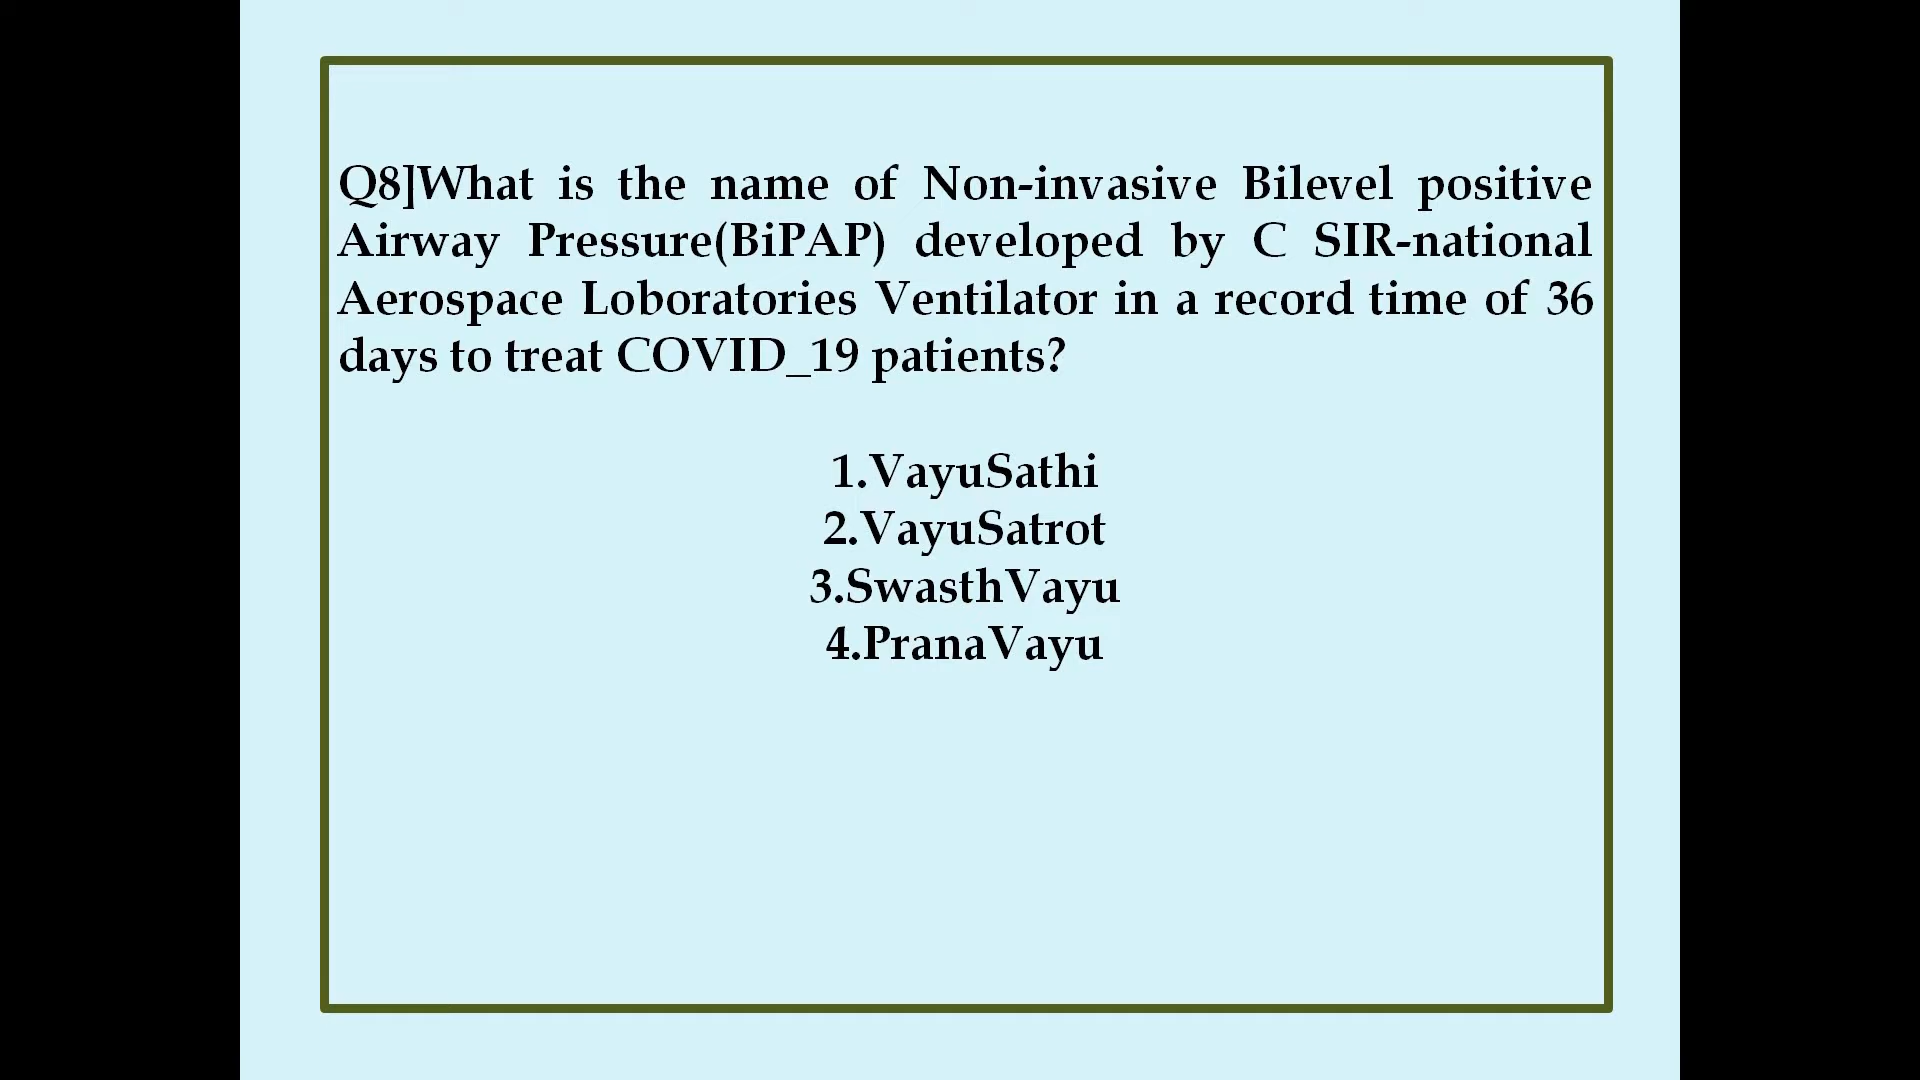 Q8]What is the name of Non-invasive Bilevel positive
Airway Pressure(BiPAP) developed by C SIR-national
Aerospace Loboratories Ventilator in a record time of 36
days to treat COVID_19 patients?
1.VayuSathi
2.VayuSatrot
3.SwasthVayu
4.PranaVayu